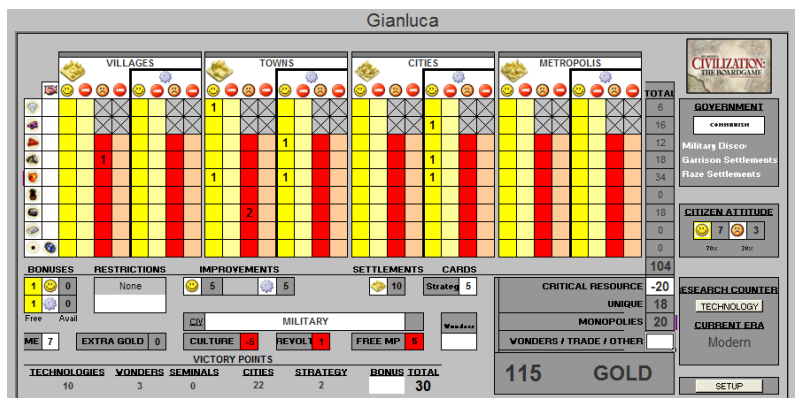 Gianluca
VILLAGES TOWNS CITIES METROPOLIS
TOTAL
1 6
1 16
1 12
1 1 18
1 1 1 34
0
2 18
0
0
104
CIVILIZATION:
THE BOARDGAME
GOVERNMENT
COMMUNISM
Military Disco
Garrison Settlements
Raze Settlements
CITIZEN ATTITUDE
7 3
70% 30%
BONUSES RESTRICTIONS IMPROVEMENTS SETTLEMENTS CARDS
1 0 None 5 5 10 Strateg 5
1 0
Free Avail
CIV MILITARY Wonders
ME 7 EXTRA GOLD 0 CULTURE -5 REVOLT 1 FREE MP 5
CRITICAL RESOURCE -20
UNIQUE 18
MONOPOLIES 20
WONDERS / TRADE / OTHER
115 GOLD
VICTORY POINTS
TECHNOLOGIES WONDERS SEMINALS CITIES STRATEGY BONUS TOTAL
10 3 0 22 2 30
ESEARCH COUNTER
TECHNOLOGY
CURRENT ERA
Modern
SETUP